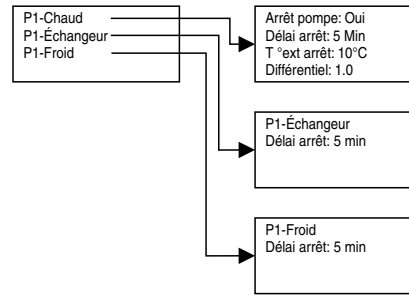 P1-Chaud
P1-Échangeur
P1-Froid
Arrêt pompe: Oui
Délai arrêt: 5 Min
T °ext arrêt: 10°C
Différentiel: 1.0
P1-Échangeur
Délai arrêt: 5 min
P1-Froid
Délai arrêt: 5 min